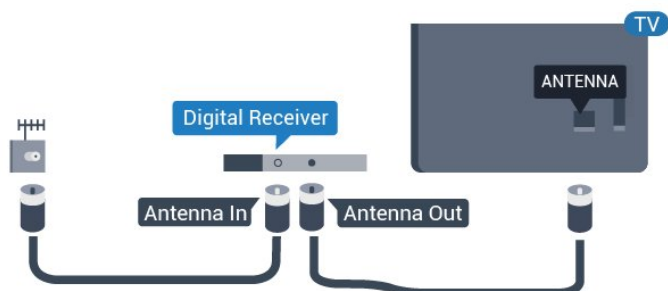 TV
ANTENNA
Digital Receiver
Antenna In
Antenna Out